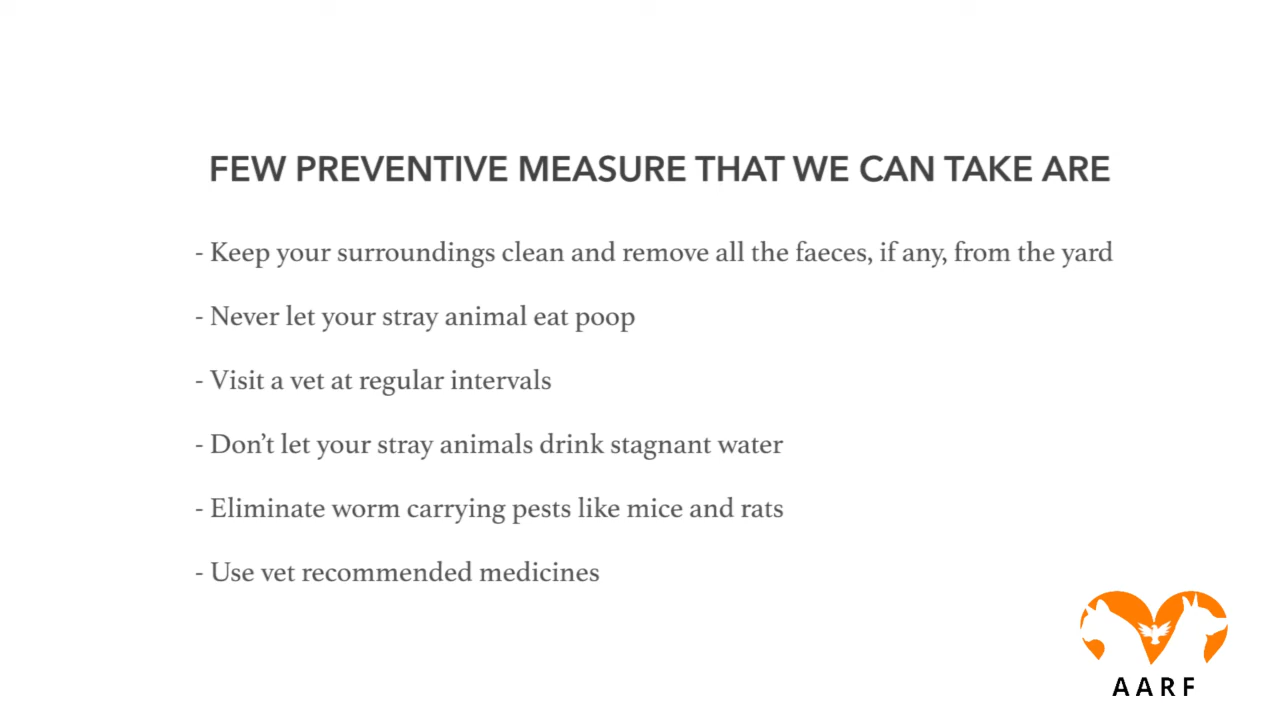 FEW PREVENTIVE MEASURE THAT WE CAN TAKE ARE
- Keep your surroundings clean and remove all the faeces, if any, from the yard
- Never let your stray animal eat poop
- Visit a vet at regular intervals
- Don’t let your stray animals drink stagnant water
- Eliminate worm carrying pests like mice and rats
- Use vet recommended medicines
AARF